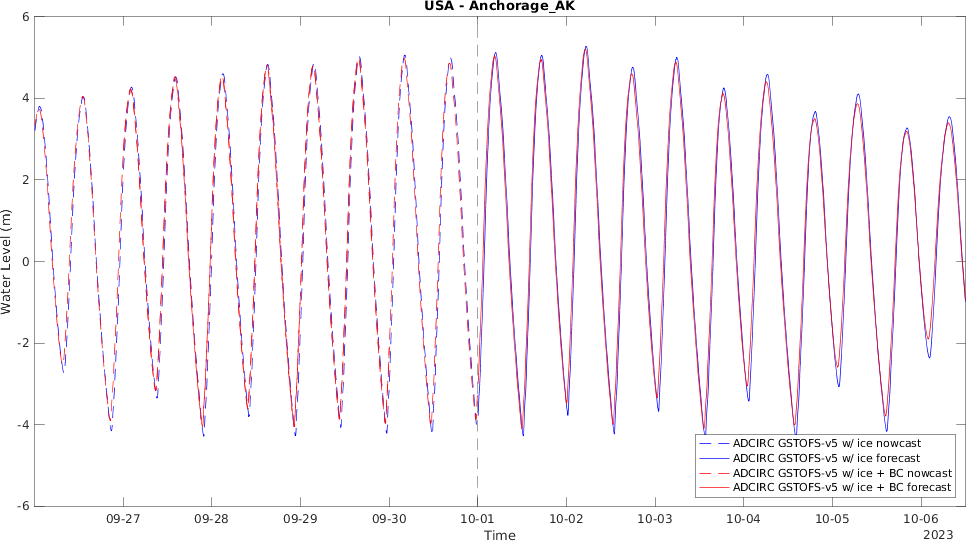 USA - Anchorage_AK
6
4
2
0
-2
-4
-6
Water Level (m)
ADCIRC GSTOFS-v5 w/ ice nowcast
ADCIRC GSTOFS-v5 w/ ice forecast
ADCIRC GSTOFS-v5 w/ ice + BC nowcast
ADCIRC GSTOFS-v5 w/ ice + BC forecast
09-27 09-28 09-29 09-30 10-01 10-02 10-03 10-04 10-05 10-06
Time
2023